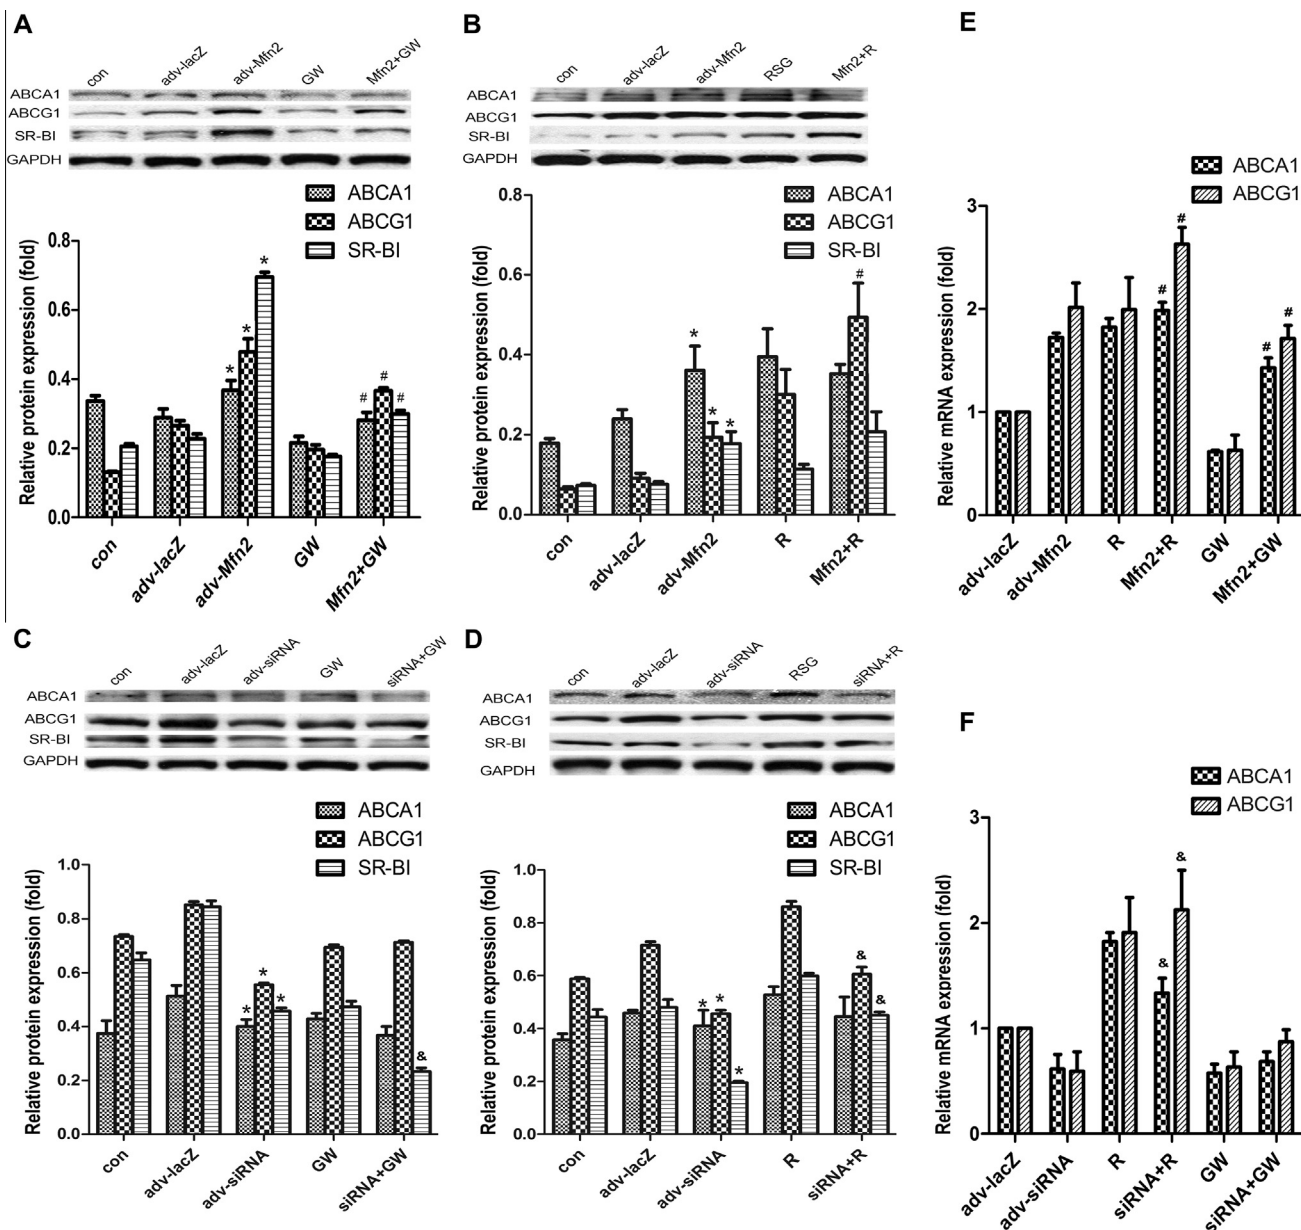 A
con adv-lacZ adv-Mfn2 GW Mfn2+GW
ABCA1
ABCG1
SR-BI
GAPDH
ABCA1
ABCG1
SR-BI
Relative protein expression (fold)
0.8
0.6
0.4
0.2
0.0
* * *
# # #
con adv-lacZ adv-Mfn2 GW Mfn2+GW
B
con adv-lacZ adv-Mfn2 RSG Mfn2+R
ABCA1
ABCG1
SR-BI
GAPDH
ABCA1
ABCG1
SR-BI
Relative protein expression (fold)
0.8
0.6
0.4
0.2
0.0
* * *
#
con adv-lacZ adv-Mfn2 R Mfn2+R
E
ABCA1
ABCG1
Relative mRNA expression (fold)
3
2
1
0
# #
# #
adv-lacZ adv-Mfn2 R Mfn2+R GW Mfn2+GW
C
con adv-lacZ adv-siRNA GW siRNA+GW
ABCA1
ABCG1
SR-BI
GAPDH
ABCA1
ABCG1
SR-BI
Relative protein expression (fold)
1.0
0.8
0.6
0.4
0.2
0.0
* * *
&
con adv-lacZ adv-siRNA GW siRNA+GW
D
con adv-lacZ adv-siRNA RSG siRNA+R
ABCA1
ABCG1
SR-BI
GAPDH
ABCA1
ABCG1
SR-BI
Relative protein expression (fold)
1.0
0.8
0.6
0.4
0.2
0.0
* * *
& &
con adv-lacZ adv-siRNA R siRNA+R
F
ABCA1
ABCG1
Relative mRNA expression (fold)
3
2
1
0
& &
adv-lacZ adv-siRNA R siRNA+R GW siRNA+GW